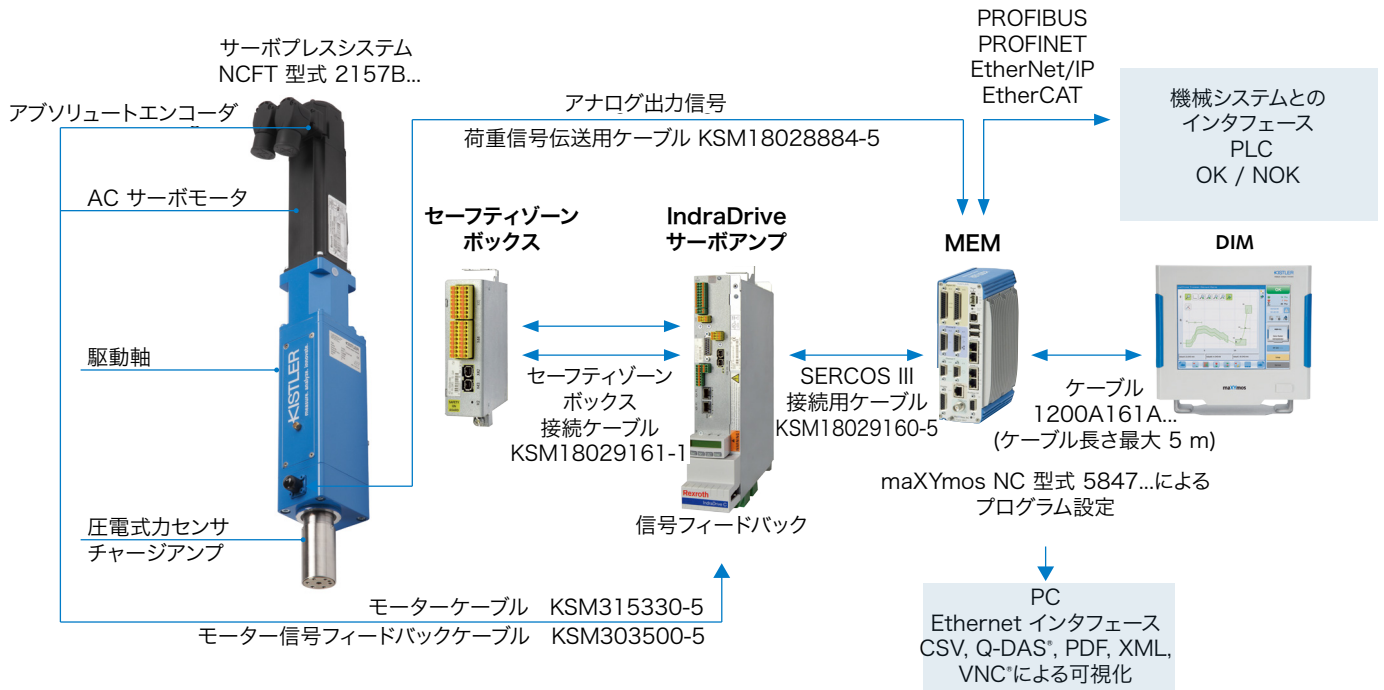 サーボプレスシステム
NCFT 型式 2157B...
アブソリュートエンコーダ
AC サーボモータ
駆動軸
圧電式力センサ
チャージアンプ
KISTLER
measure. analyze. innovate.
アナログ出力信号
荷重信号伝送用ケーブル KSM18028884-5
PROFIBUS
PROFINET
EtherNet/IP
EtherCAT
機械システムとの
インタフェース
PLC
OK / NOK
セーフティゾーン
ボックス
IndraDrive
サーボアンプ
MEM
DIM
KISTLER
maXYmos
セーフティゾーン
ボックス
接続ケーブル
KSM18029161-1
SERCOS III
接続用ケーブル
KSM18029160-5
ケーブル
1200A161A...
(ケーブル長さ最大 5 m)
Rexroth
IndraDrive C
信号フィードバック
maXYmos NC 型式 5847...による
プログラム設定
モーターケーブル KSM315330-5
モーター信号フィードバックケーブル KSM303500-5
PC
Ethernet インタフェース
CSV, Q-DAS®, PDF, XML,
VNC®による可視化